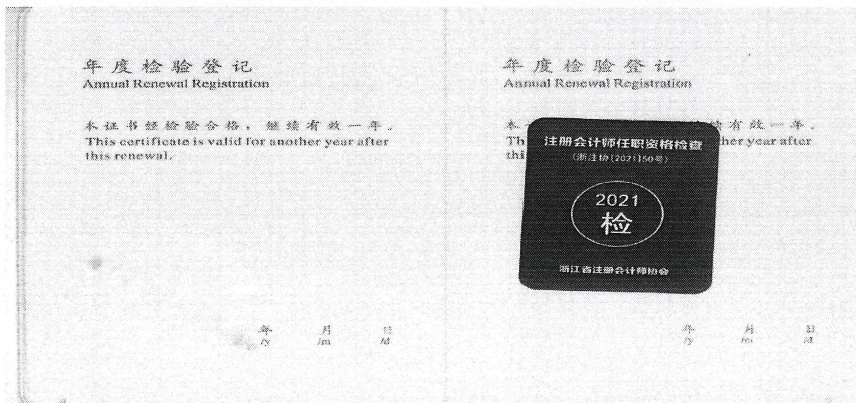 年度检验登记
Annual Renewal Registration
本证书经检验合格，继续有效一年。
This certificate is valid for another year after
this renewal.
年 月 日
/y /m /d
年度检验登记
Annual Renewal Registration
本 续有效一年。
Th her year after
thi
注册会计师任职资格检查
(浙注协[2021]50号)
2021
检
浙江省注册会计师协会
年 月 日
/y /m /d